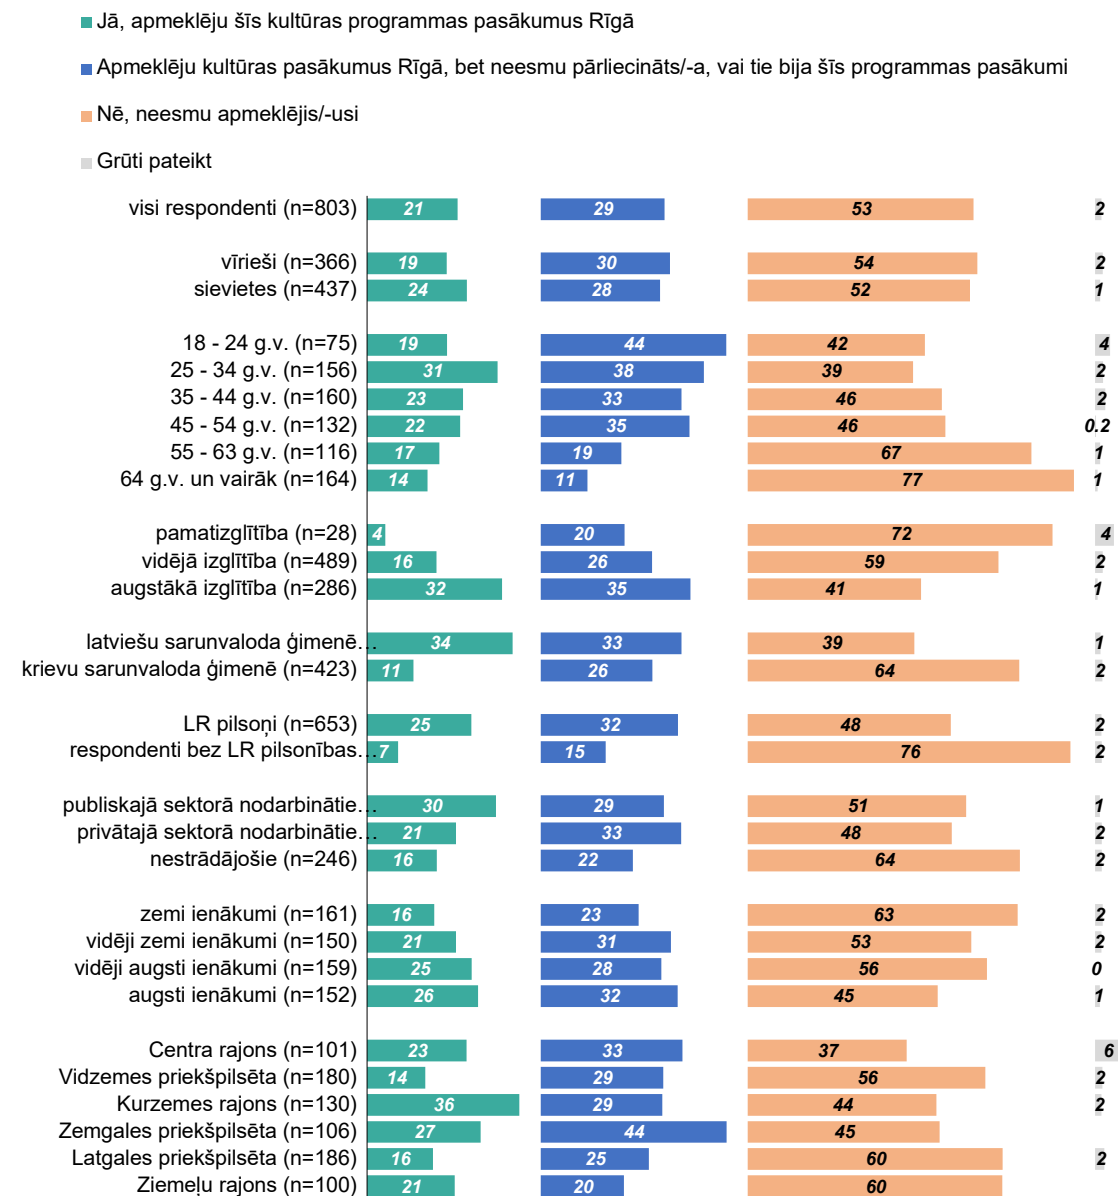 Jā, apmeklēju šīs kultūras programmas pasākumus Rīgā
Apmeklēju kultūras pasākumus Rīgā, bet neesmu pārliecināts/-a, vai tie bija šīs programmas pasākumi
Nē, neesmu apmeklējis/-usi
Grūti pateikt
visi respondenti (n=803) 21 29 53 2
vīrieši (n=366) 19 30 54 2
sievietes (n=437) 24 28 52 1
18 - 24 g.v. (n=75) 19 44 42 4
25 - 34 g.v. (n=156) 31 38 39 2
35 - 44 g.v. (n=160) 23 33 46 2
45 - 54 g.v. (n=132) 22 35 46 0.2
55 - 63 g.v. (n=116) 17 19 67 1
64 g.v. un vairāk (n=164) 14 11 77 1
pamatizglītība (n=28) 4 20 72 4
vidējā izglītība (n=489) 16 26 59 2
augstākā izglītība (n=286) 32 35 41 1
latviešu sarunvaloda ģimenē… 34 33 39 1
krievu sarunvaloda ģimenē (n=423) 11 26 64 2
LR pilsoņi (n=653) 25 32 48 2
respondenti bez LR pilsonības… 7 15 76 2
publiskajā sektorā nodarbinātie… 30 29 51 1
privātajā sektorā nodarbinātie… 21 33 48 2
nestrādājošie (n=246) 16 22 64 2
zemi ienākumi (n=161) 16 23 63 2
vidēji zemi ienākumi (n=150) 21 31 53 2
vidēji augsti ienākumi (n=159) 25 28 56 0
augsti ienākumi (n=152) 26 32 45 1
Centra rajons (n=101) 23 33 37 6
Vidzemes priekšpilsēta (n=180) 14 29 56 2
Kurzemes rajons (n=130) 36 29 44 2
Zemgales priekšpilsēta (n=106) 27 44 45
Latgales priekšpilsēta (n=186) 16 25 60 2
Ziemeļu rajons (n=100) 21 20 60